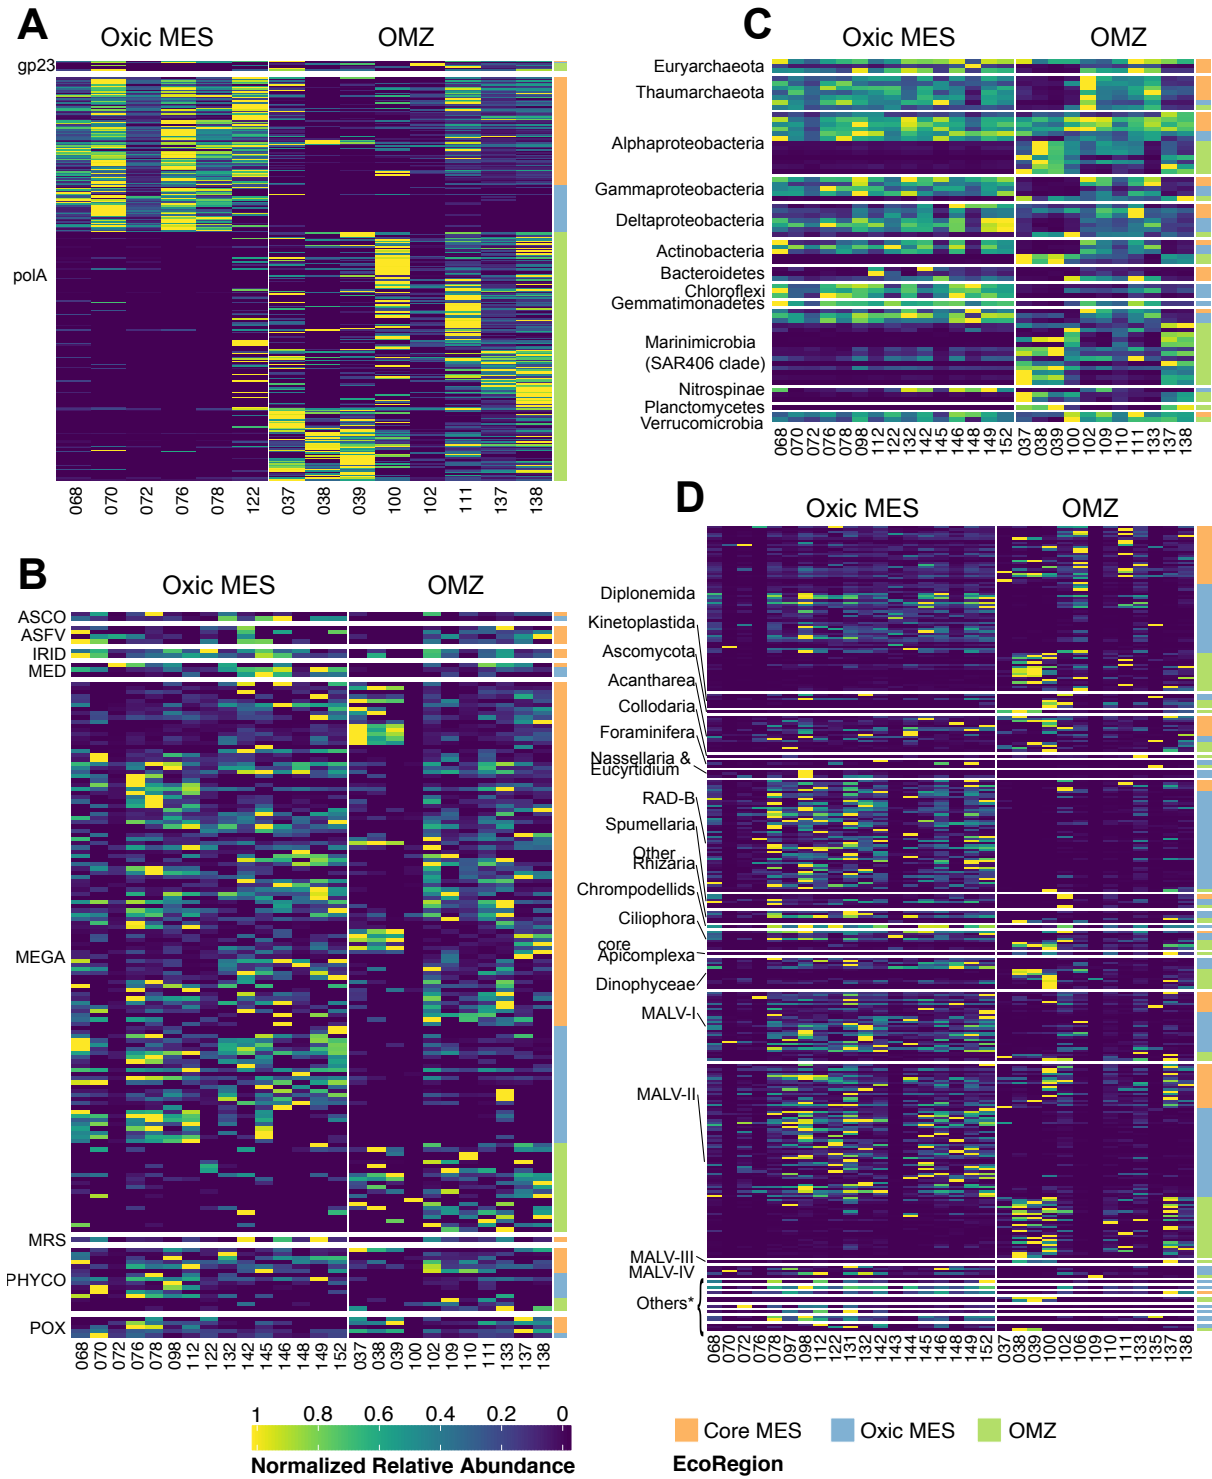 A
Oxic MES
OMZ
gp23
polA
068
070
072
076
078
122
037
038
039
100
102
111
137
138
B
Oxic MES
OMZ
ASCO
ASFV
IRID
MED
MEGA
MRS
PHYCO
POX
068
070
072
076
078
098
112
122
132
142
145
146
148
149
152
037
038
039
100
102
109
110
111
133
137
138
1
0.8
0.6
0.4
0.2
0
Normalized Relative Abundance
C
Oxic MES
OMZ
Euryarchaeota
Thaumarchaeota
Alphaproteobacteria
Gammaproteobacteria
Deltaproteobacteria
Actinobacteria
Bacteroidetes
Chloroflexi
Gemmatimonadetes
Marinimicrobia
(SAR406 clade)
Nitrospinae
Planctomycetes
Verrucomicrobia
068
070
072
076
078
098
112
122
132
142
145
146
148
149
152
037
038
039
100
102
109
110
111
133
137
138
D
Oxic MES
OMZ
Diplonemida
Kinetoplastida
Ascomycota
Acantharea
Collodaria
Foraminifera
Nassellaria &
Eucyrtidium
RAD-B
Spumellaria
Other
Rhizaria
Chrompodellids
Ciliophora
core
Apicomplexa
Dinophyceae
MALV-I
MALV-II
MALV-III
MALV-IV
Others*
068
070
072
076
078
097
098
112
122
131
132
142
143
144
145
146
148
149
152
037
038
039
100
102
106
109
110
111
133
135
137
138
Core MES
Oxic MES
OMZ
EcoRegion